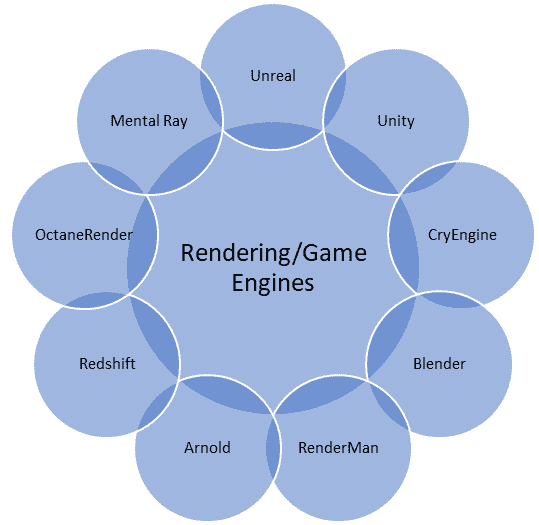 Unreal
Mental Ray
Unity
OctaneRender
CryEngine
Rendering/Game
Engines
Redshift
Blender
Arnold
RenderMan